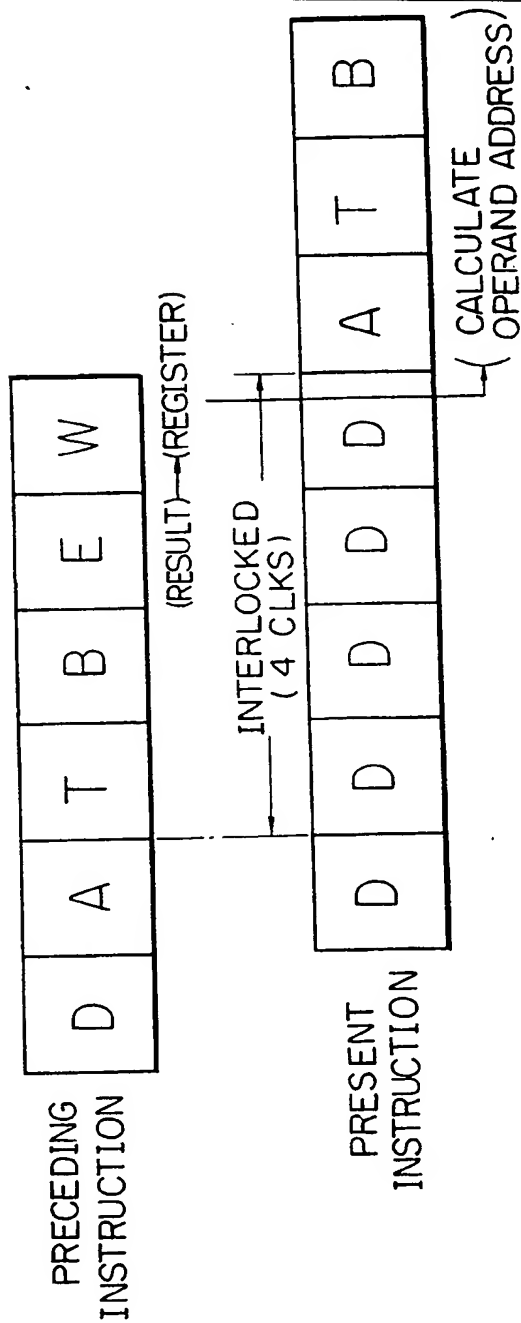 PRECEDING
INSTRUCTION
D A T B E W
(RESULT)→(REGISTER)
INTERLOCKED
(4 CLKS)
PRESENT
INSTRUCTION
D D D D D A T B
(CALCULATE
OPERAND ADDRESS)